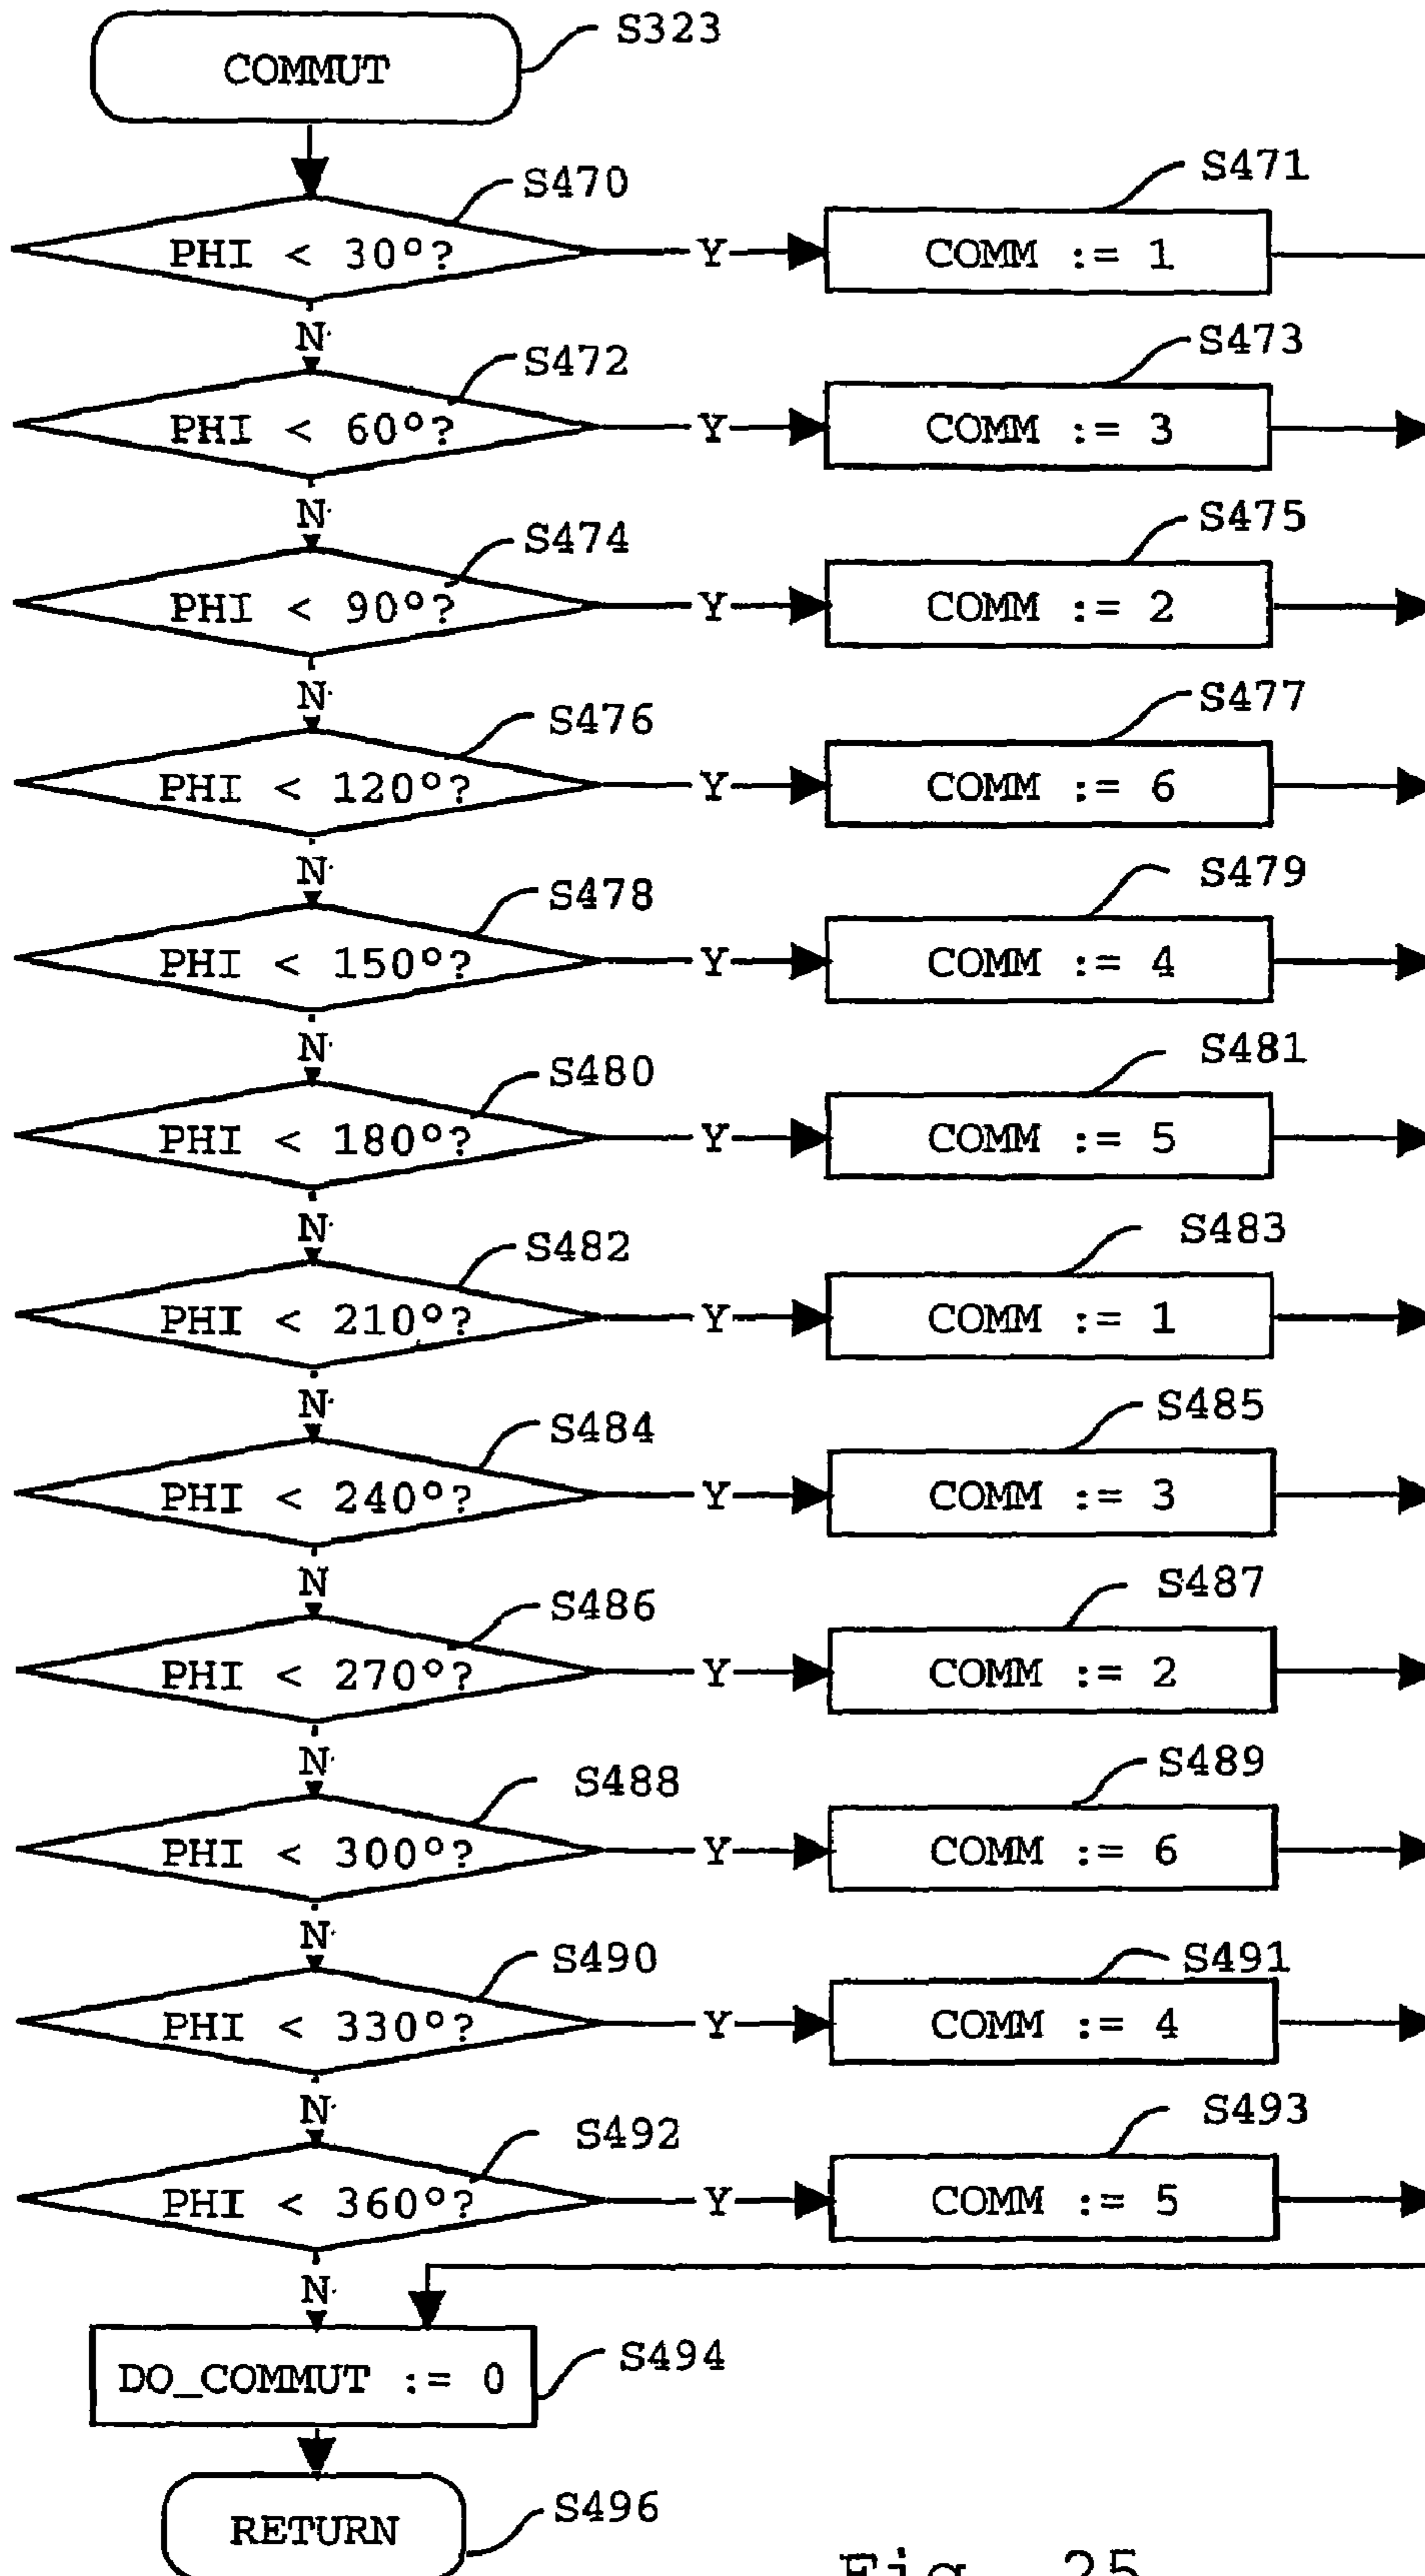 S323
COMMUT
S470
S471
PHI < 30°?
Y
COMM := 1
N
S472
S473
PHI < 60°?
Y
COMM := 3
N
S474
S475
PHI < 90°?
Y
COMM := 2
N
S476
S477
PHI < 120°?
Y
COMM := 6
N
S478
S479
PHI < 150°?
Y
COMM := 4
N
S480
S481
PHI < 180°?
Y
COMM := 5
N
S482
S483
PHI < 210°?
Y
COMM := 1
N
S484
S485
PHI < 240°?
Y
COMM := 3
N
S486
S487
PHI < 270°?
Y
COMM := 2
N
S488
S489
PHI < 300°?
Y
COMM := 6
N
S490
S491
PHI < 330°?
Y
COMM := 4
N
S492
S493
PHI < 360°?
Y
COMM := 5
N
S494
DO_COMMUT := 0
S496
RETURN
Fig. 25